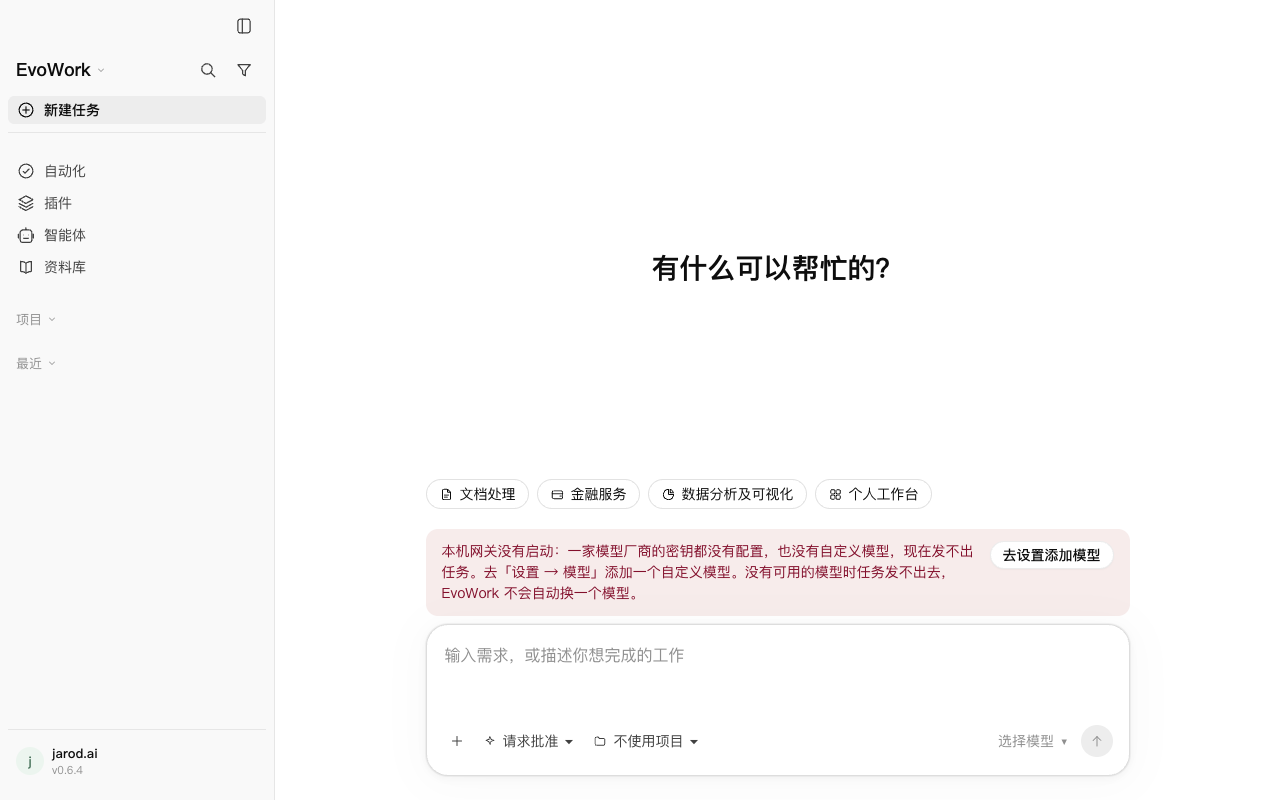 EvoWork
新建任务
自动化
插件
智能体
资料库
项目
最近
j
jarod.ai
v0.6.4
有什么可以帮忙的?
文档处理
金融服务
数据分析及可视化
个人工作台
本机网关没有启动：一家模型厂商的密钥都没有配置，也没有自定义模型，现在发不出
任务。去「设置 → 模型」添加一个自定义模型。没有可用的模型时任务发不出去，
EvoWork 不会自动换一个模型。
去设置添加模型
输入需求，或描述你想完成的工作
请求批准
不使用项目
选择模型